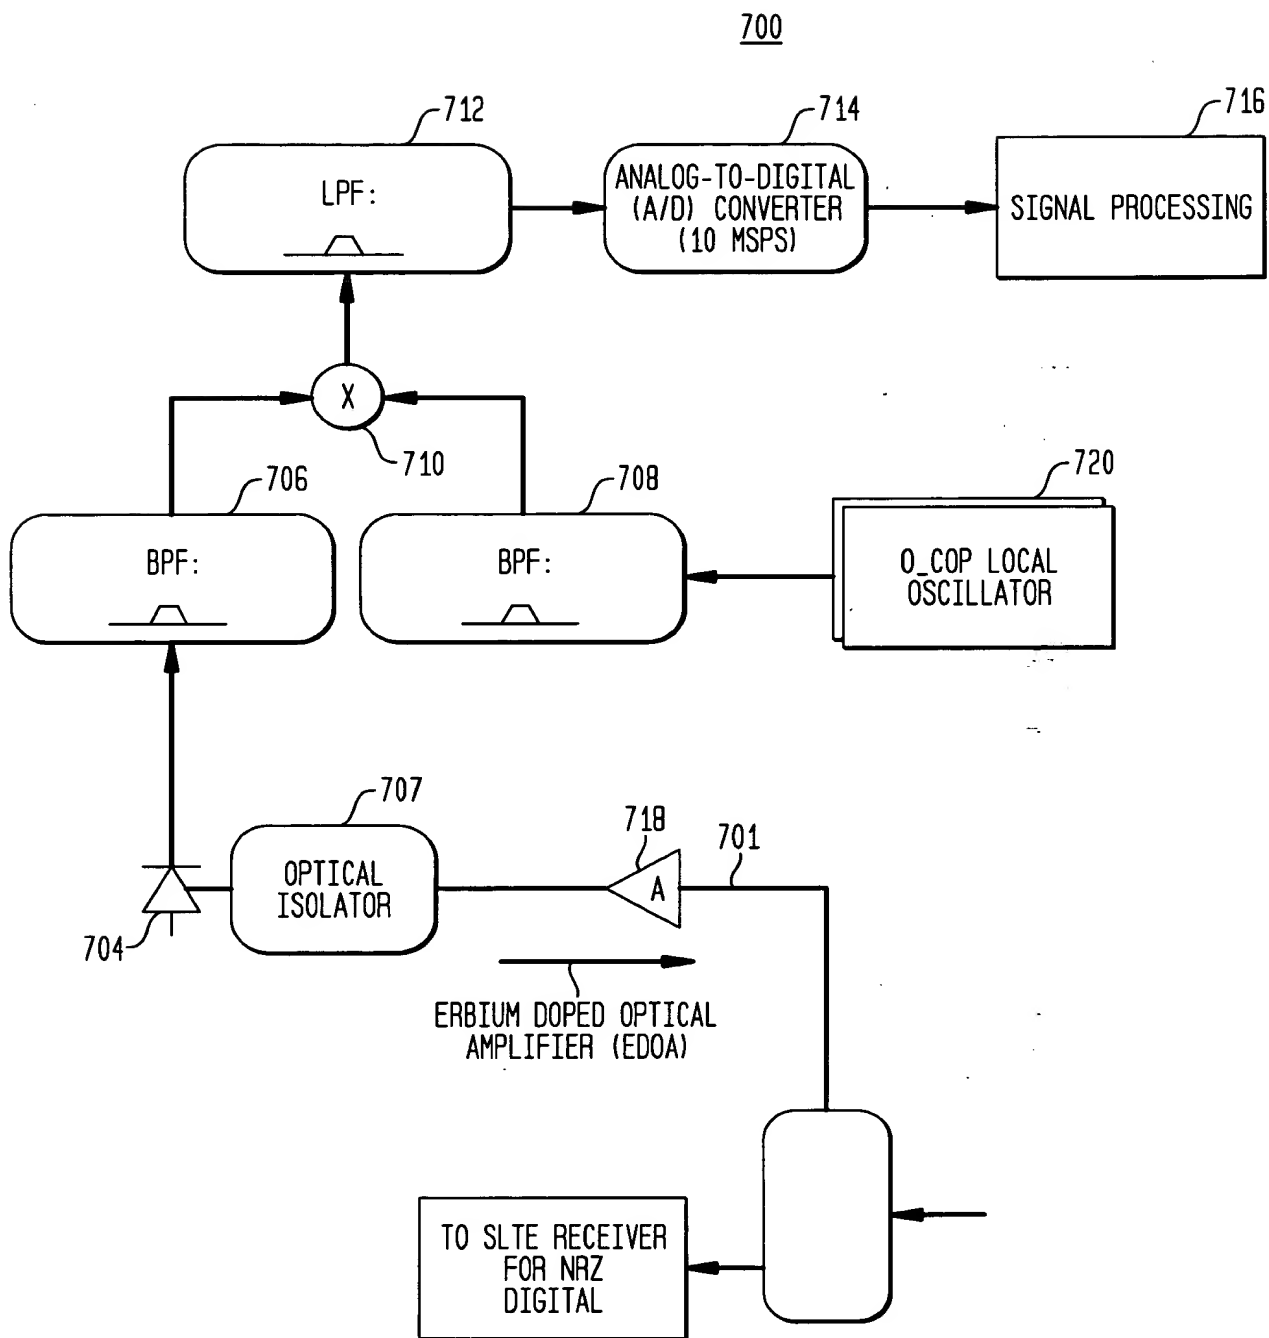 700
712
714
716
LPF:
ANALOG-TO-DIGITAL
(A/D) CONVERTER
(10 MSPS)
SIGNAL PROCESSING
X
710
706
708
720
BPF:
BPF:
O_COP LOCAL
OSCILLATOR
707
718
701
OPTICAL
ISOLATOR
A
704
ERBIUM DOPED OPTICAL
AMPLIFIER (EDOA)
TO SLTE RECEIVER
FOR NRZ
DIGITAL